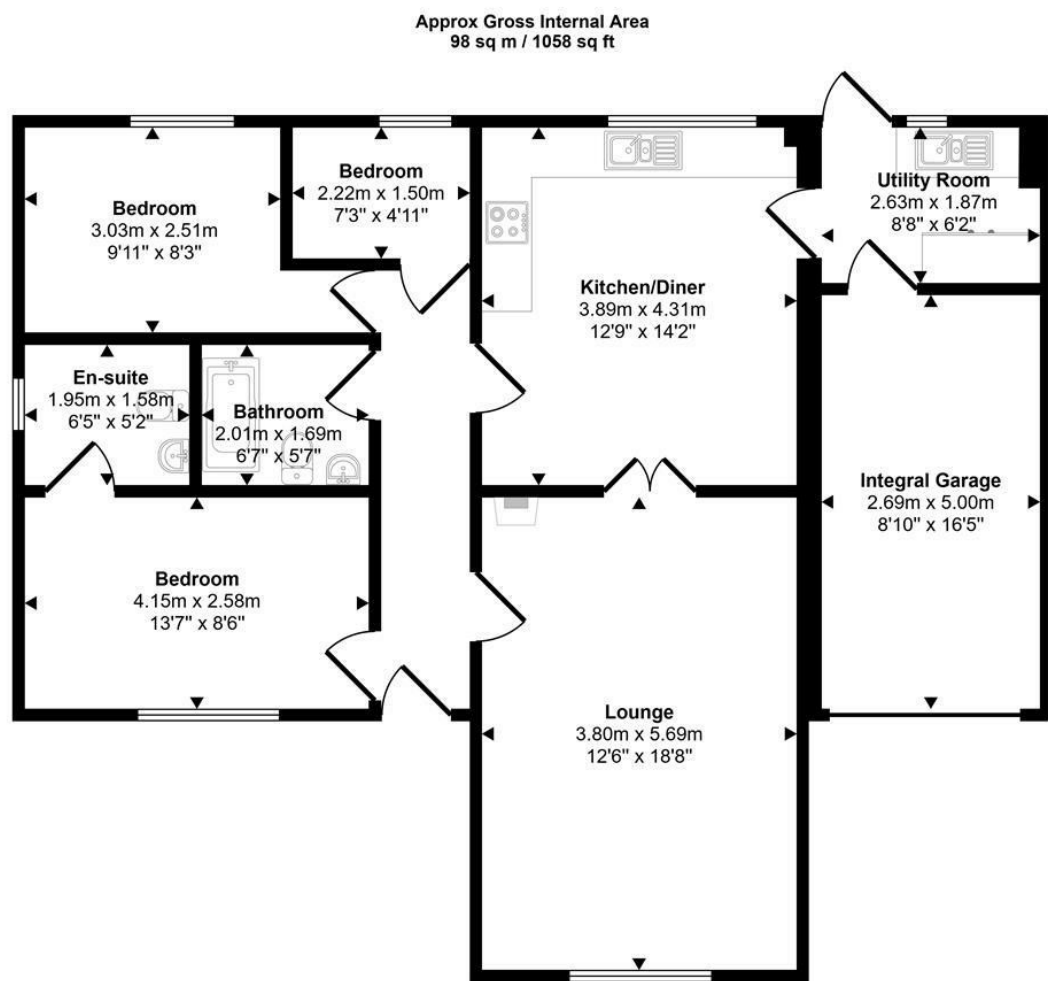 Approx Gross Internal Area
98 sq m / 1058 sq ft
Bedroom
3.03m x 2.51m
9'11" x 8'3"
Bedroom
2.22m x 1.50m
7'3" x 4'11"
Kitchen/Diner
3.89m x 4.31m
12'9" x 14'2"
Utility Room
2.63m x 1.87m
8'8" x 6'2"
En-suite
1.95m x 1.58m
6'5" x 5'2"
Bathroom
2.01m x 1.69m
6'7" x 5'7"
Integral Garage
2.69m x 5.00m
8'10" x 16'5"
Bedroom
4.15m x 2.58m
13'7" x 8'6"
Lounge
3.80m x 5.69m
12'6" x 18'8"